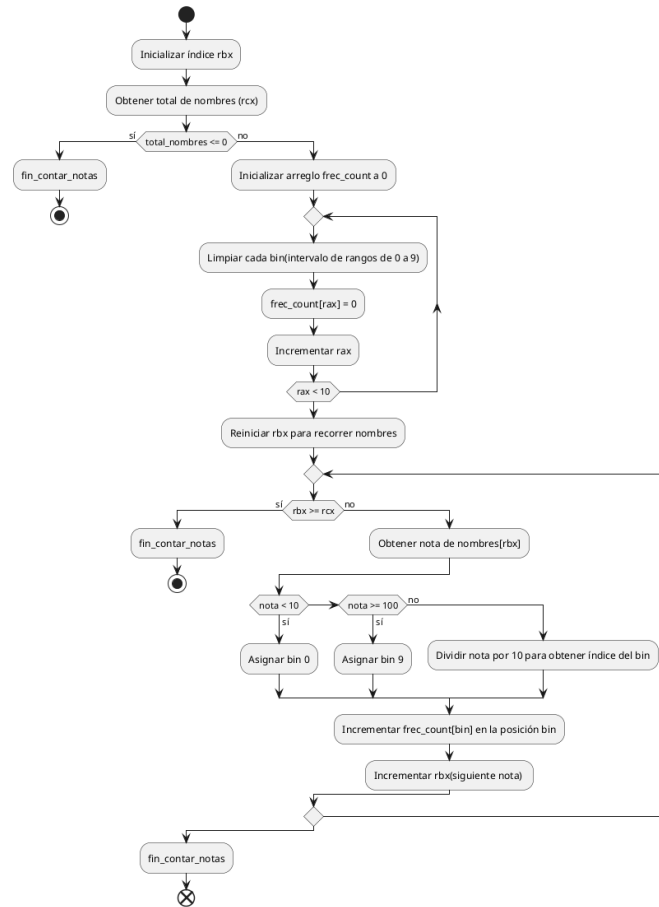 Inicializar índice rbx
Obtener total de nombres (rcx)
sí
total_nombres <= 0
no
fin_contar_notas
Inicializar arreglo frec_count a 0
Limpiar cada bin(intervalo de rangos de 0 a 9)
frec_count[rax] = 0
Incrementar rax
rax < 10
Reiniciar rbx para recorrer nombres
sí
rbx >= rcx
no
fin_contar_notas
Obtener nota de nombres[rbx]
nota < 10
nota >= 100
no
sí
sí
Asignar bin 0
Asignar bin 9
Dividir nota por 10 para obtener índice del bin
Incrementar frec_count[bin] en la posición bin
Incrementar rbx(siguiente nota)
fin_contar_notas